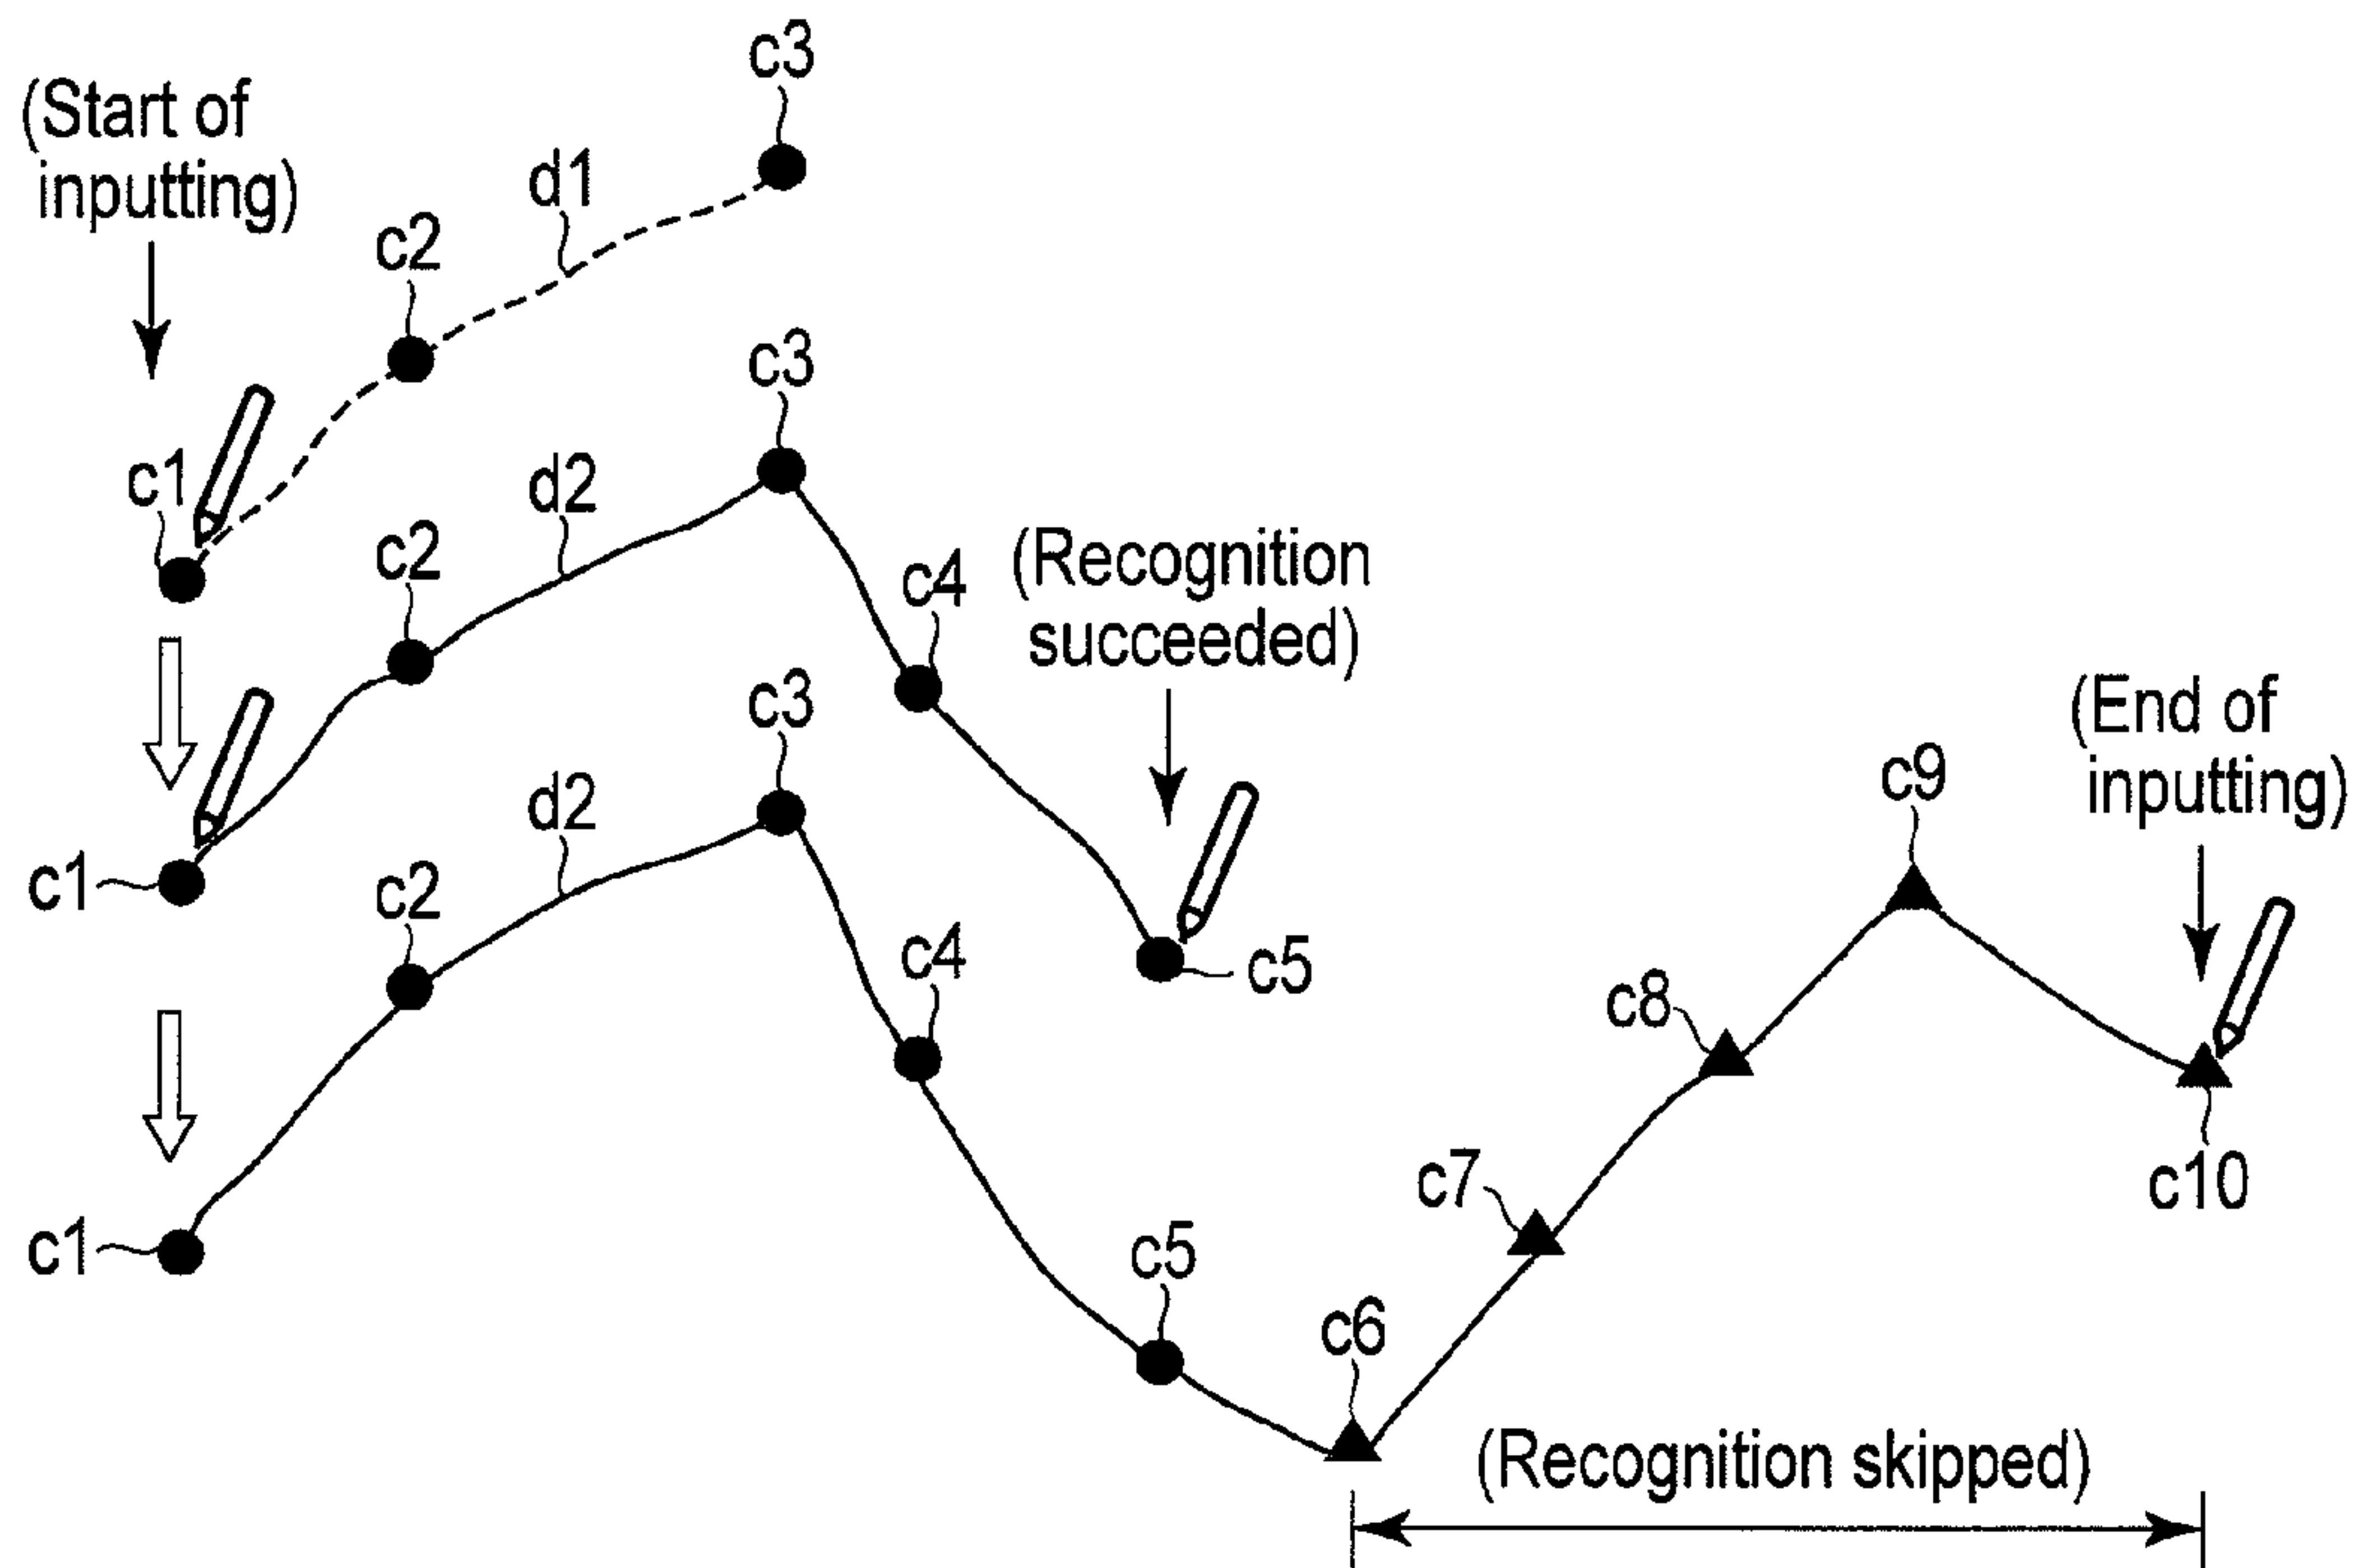 c3
(Start of
inputting)
d1
c2
c3
c1
d2
c2
(Recognition
succeeded)
c4
c3
(End of
inputting)
c9
d2
c1
c2
c4
c5
c8
c7
c10
c1
c5
c6
(Recognition skipped)